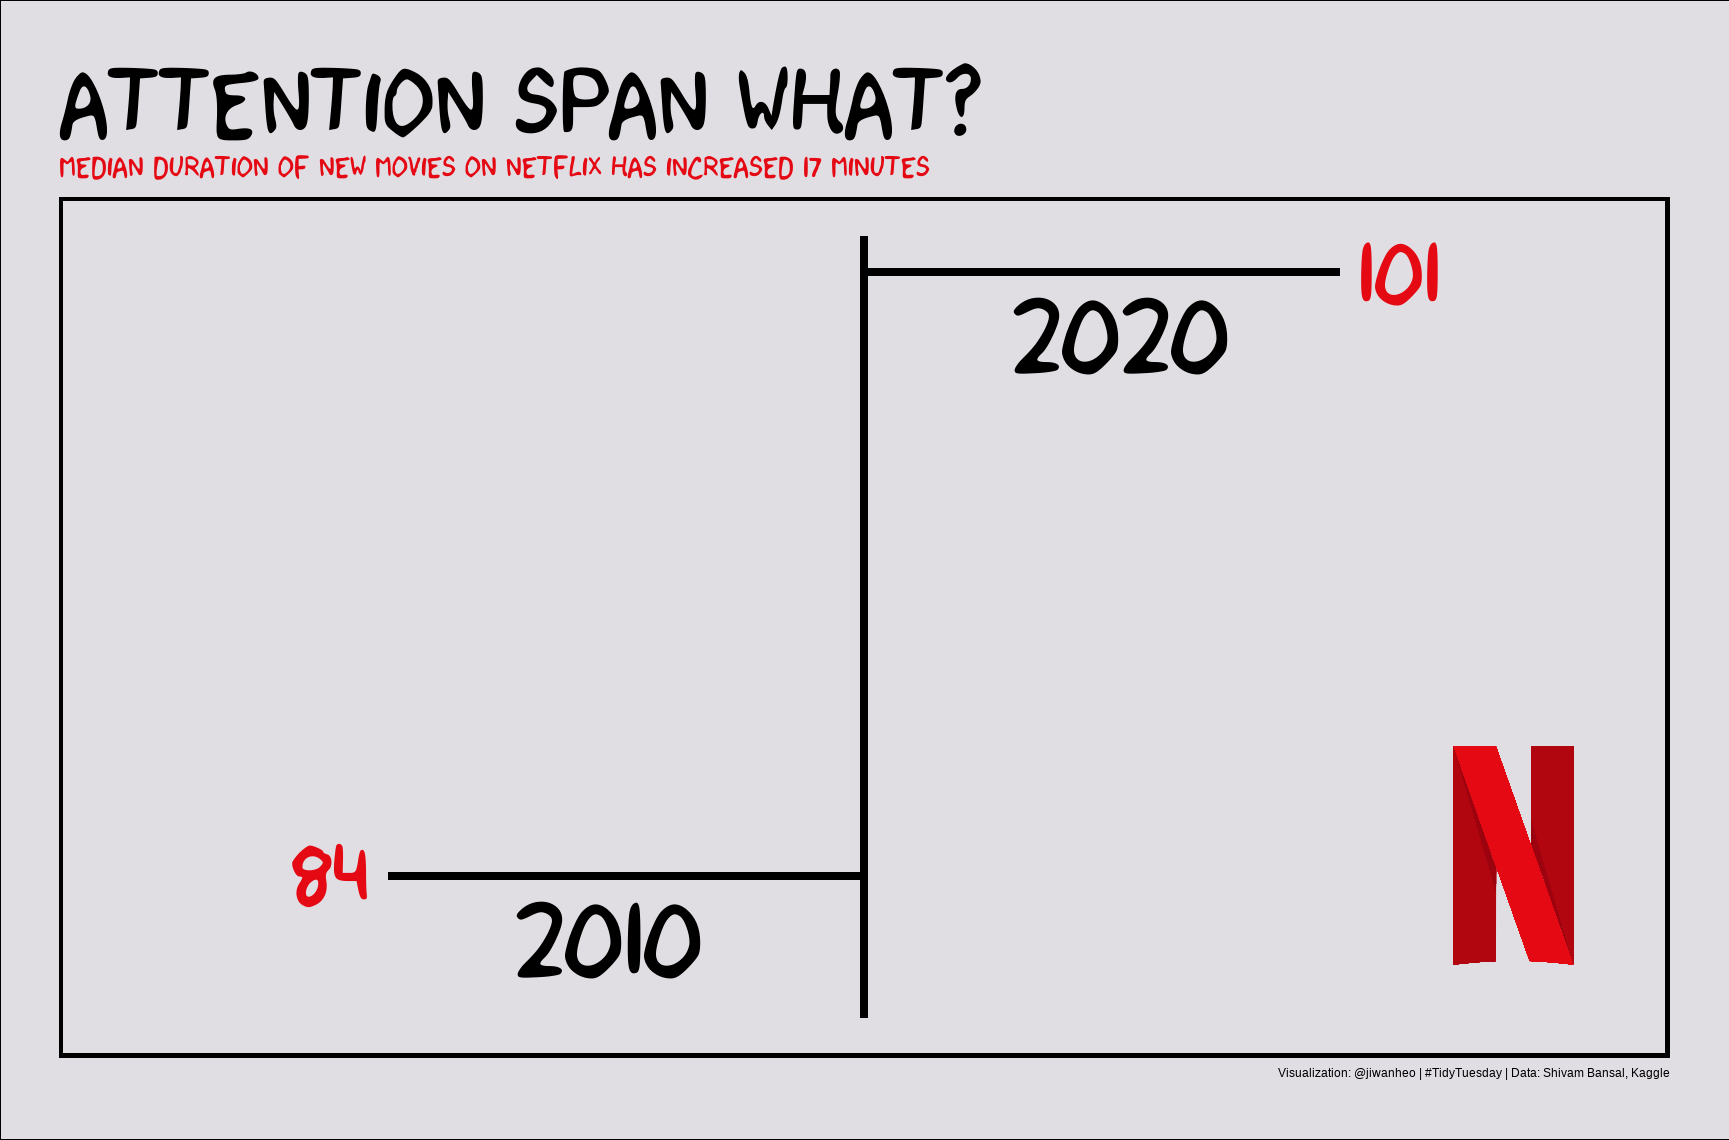 ATTENTION SPAN WHAT?
MEDIAN DURATION OF NEW MOVIES ON NETFLIX HAS INCREASED 17 MINUTES
101
2020
84
2010
N
Visualization: @jiwanheo | #TidyTuesday | Data: Shivam Bansal, Kaggle